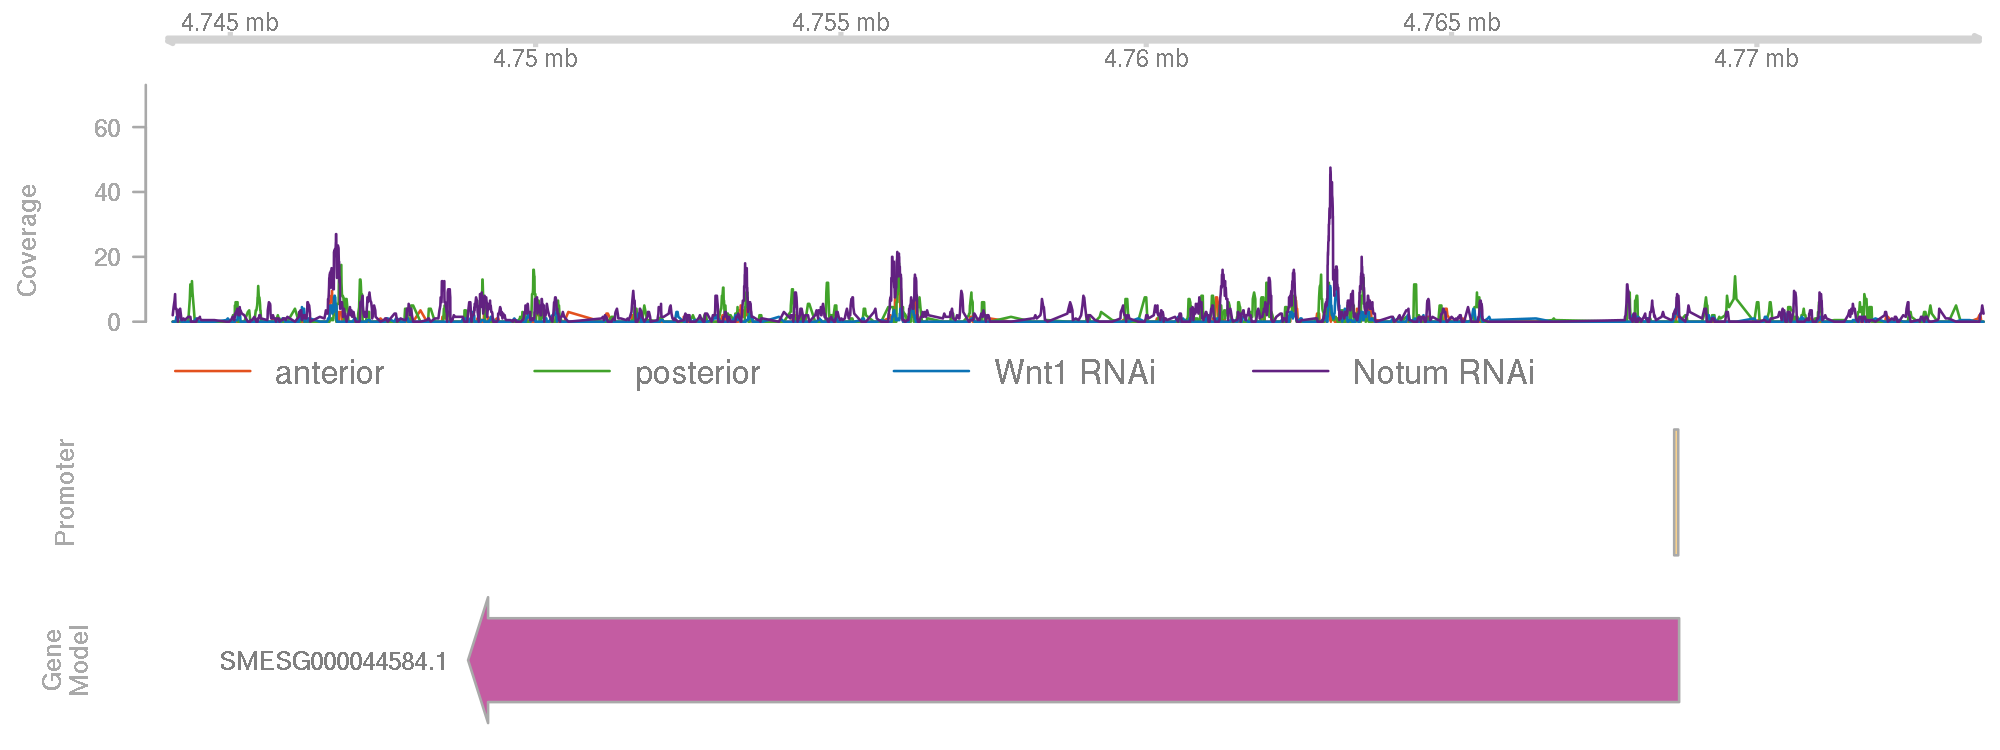 4.745 mb 4.755 mb 4.765 mb
4.75 mb 4.76 mb 4.77 mb
Coverage
60
40
20
0
anterior posterior Wnt1 RNAi Notum RNAi
Promoter
Gene
Model
SMESG000044584.1